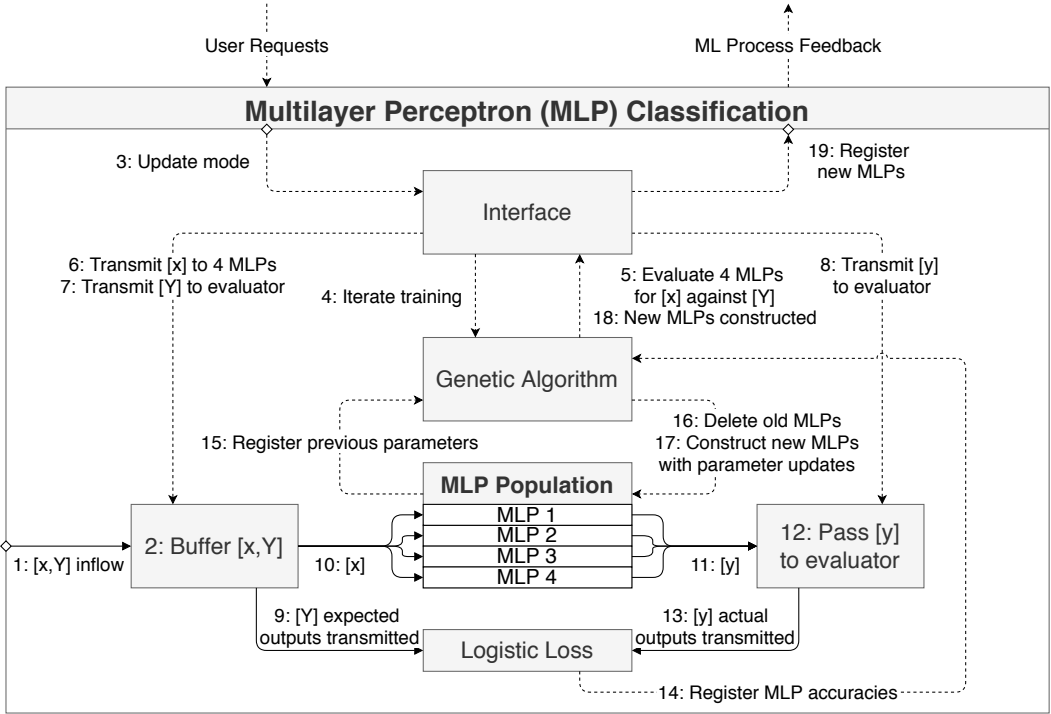 User Requests
ML Process Feedback
Multilayer Perceptron (MLP) Classification
3: Update mode
19: Register
new MLPs
Interface
6: Transmit [x] to 4 MLPs
7: Transmit [Y] to evaluator
4: Iterate training
5: Evaluate 4 MLPs
for [x] against [Y]
18: New MLPs constructed
8: Transmit [y]
to evaluator
Genetic Algorithm
15: Register previous parameters
16: Delete old MLPs
17: Construct new MLPs
with parameter updates
MLP Population
MLP 1
MLP 2
MLP 3
MLP 4
2: Buffer [x,Y]
12: Pass [y]
to evaluator
1: [x,Y] inflow
10: [x]
11: [y]
9: [Y] expected
outputs transmitted
13: [y] actual
outputs transmitted
Logistic Loss
14: Register MLP accuracies